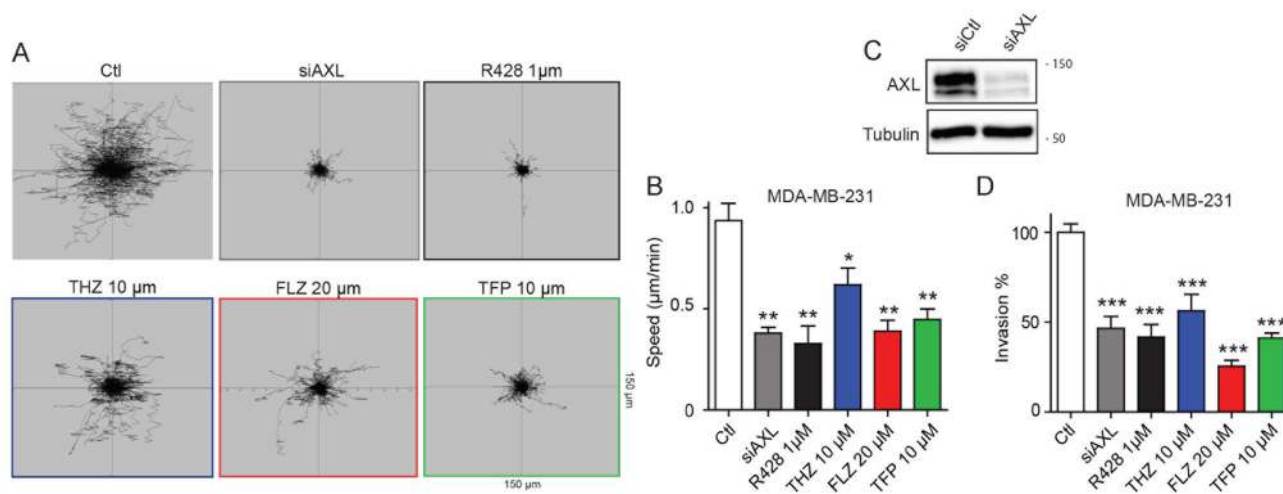 A
Ctl
siAXL
R428 1µm
THZ 10 µm
FLZ 20 µm
TFP 10 µm
150 µm
150 µm
C
siCtl
siAXL
AXL
- 150
Tubulin
- 50
B
MDA-MB-231
Speed (µm/min)
1.0
0.5
0
**
**
*
**
**
Ctl
siAXL
R428 1µM
THZ 10 µM
FLZ 20 µM
TFP 10 µM
D
MDA-MB-231
Invasion %
100
50
0
***
***
***
***
***
Ctl
siAXL
R428 1µM
THZ 10 µM
FLZ 20 µM
TFP 10 µM